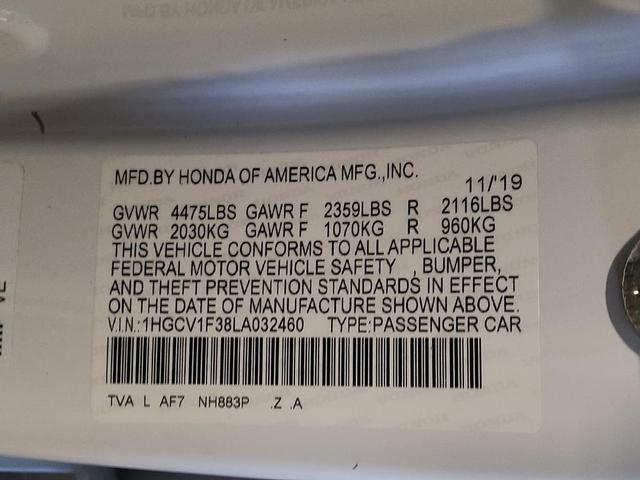 MFD.BY HONDA OF AMERICA MFG.,INC.
11/'19
GVWR 4475LBS GAWR F 2359LBS R 2116LBS
GVWR 2030KG GAWR F 1070KG R 960KG
THIS VEHICLE CONFORMS TO ALL APPLICABLE
FEDERAL MOTOR VEHICLE SAFETY , BUMPER,
AND THEFT PREVENTION STANDARDS IN EFFECT
ON THE DATE OF MANUFACTURE SHOWN ABOVE.
V.I.N.:1HGCV1F38LA032460 TYPE:PASSENGER CAR
TVA L AF7 NH883P .Z .A